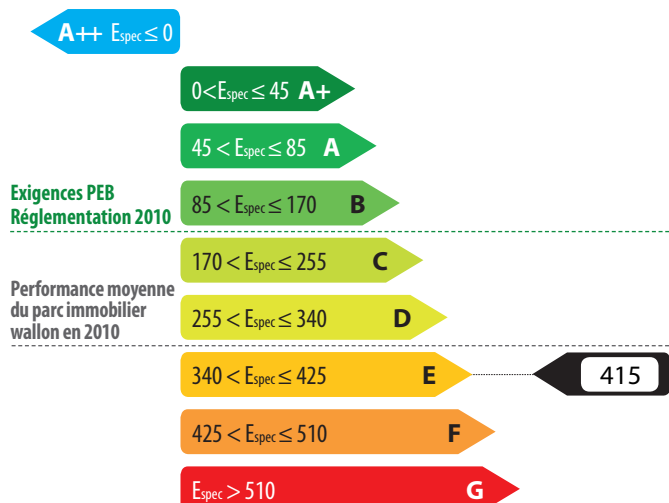 A++ Espec ≤ 0
0<Espec ≤ 45 A+
45 < Espec ≤ 85 A
Exigences PEB
Réglementation 2010
85 < Espec ≤ 170 B
170 < Espec ≤ 255 C
Performance moyenne
du parc immobilier
wallon en 2010
255 < Espec ≤ 340 D
340 < Espec ≤ 425 E
415
425 < Espec ≤ 510 F
Espec > 510 G